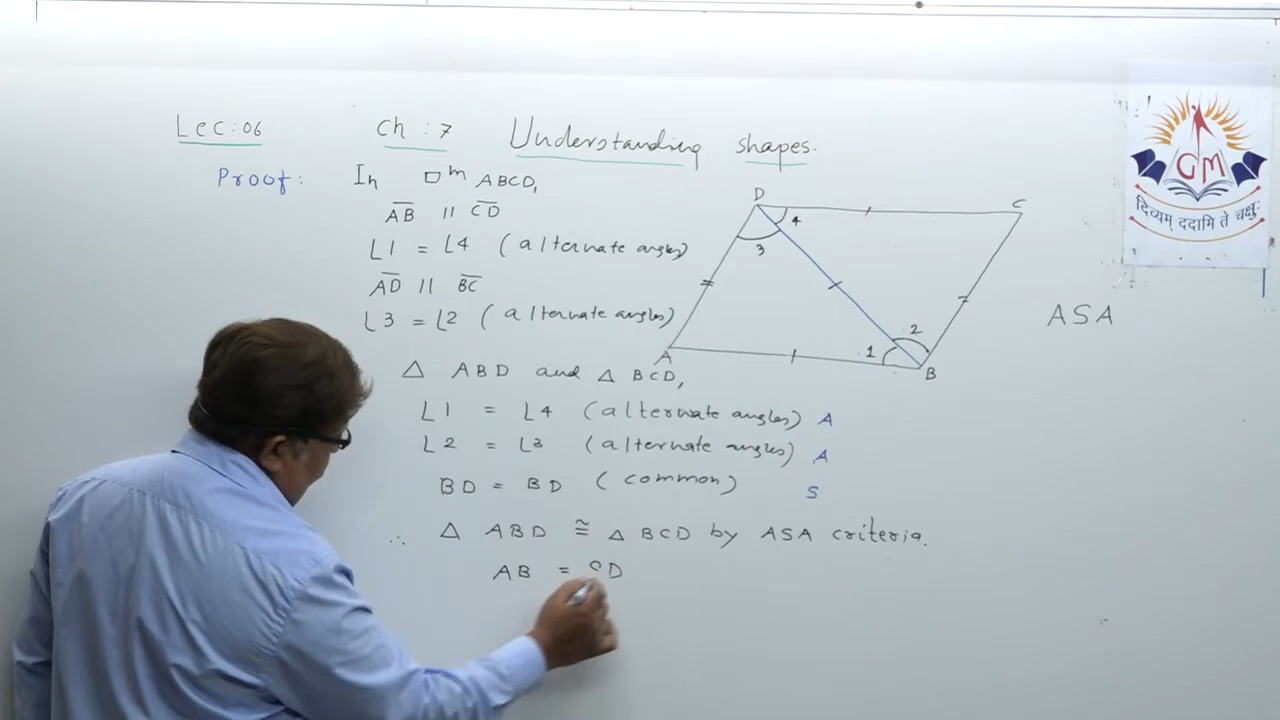 Lec:06 Ch:7 Understanding shapes.
Proof: In □m ABCD,
AB || CD
∠1 = ∠4 (alternate angles)
AD || BC
∠3 = ∠2 (alternate angles)
△ ABD and △ BCD,
∠1 = ∠4 (alternate angles) A
∠2 = ∠3 (alternate angles) A
BD = BD (common) S
∴ △ ABD ≅ △ BCD by ASA criteria.
AB = CD
D
C
4
3
2
1
A
B
ASA
GM
दिव्यम् ददामि ते चक्षुः